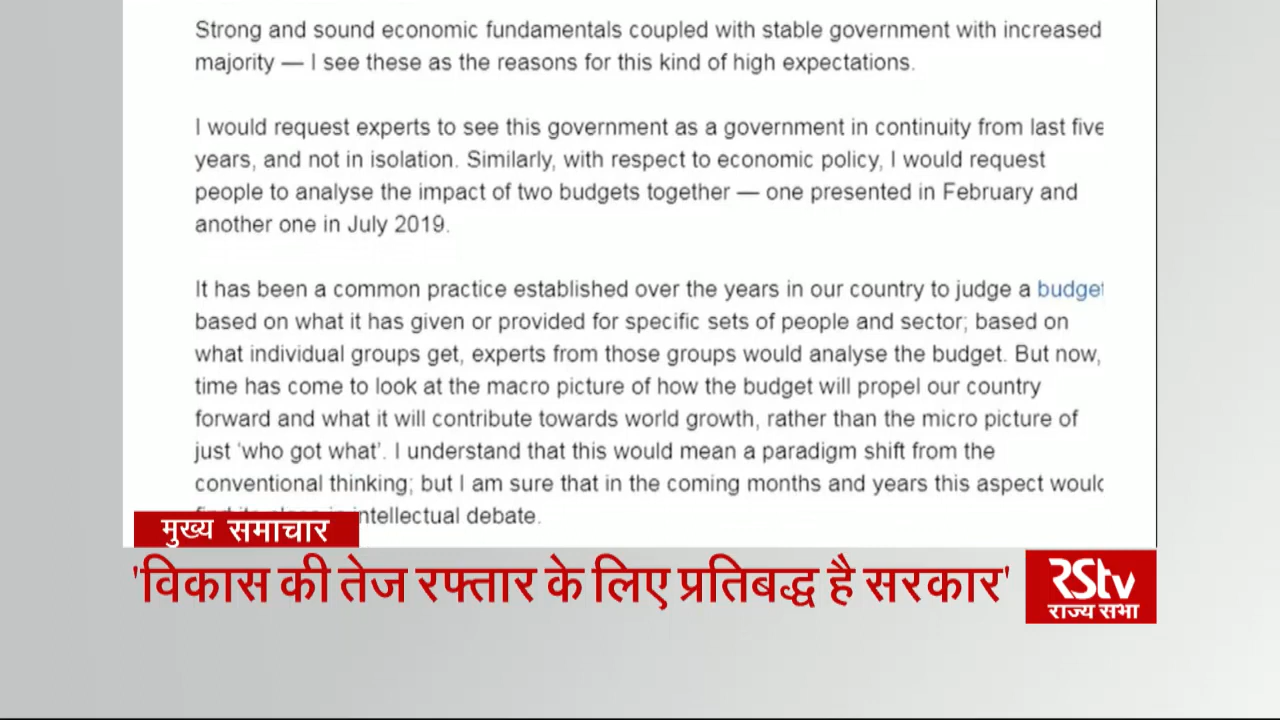 Strong and sound economic fundamentals coupled with stable government with increased
majority — I see these as the reasons for this kind of high expectations.
I would request experts to see this government as a government in continuity from last five
years, and not in isolation. Similarly, with respect to economic policy, I would request
people to analyse the impact of two budgets together — one presented in February and
another one in July 2019.
It has been a common practice established over the years in our country to judge a budget
based on what it has given or provided for specific sets of people and sector; based on
what individual groups get, experts from those groups would analyse the budget. But now,
time has come to look at the macro picture of how the budget will propel our country
forward and what it will contribute towards world growth, rather than the micro picture of
just 'who got what'. I understand that this would mean a paradigm shift from the
conventional thinking; but I am sure that in the coming months and years this aspect would
intellectual debate.
मुख्य समाचार
'विकास की तेज रफ्तार के लिए प्रतिबद्ध है सरकार'
RStv
राज्य सभा